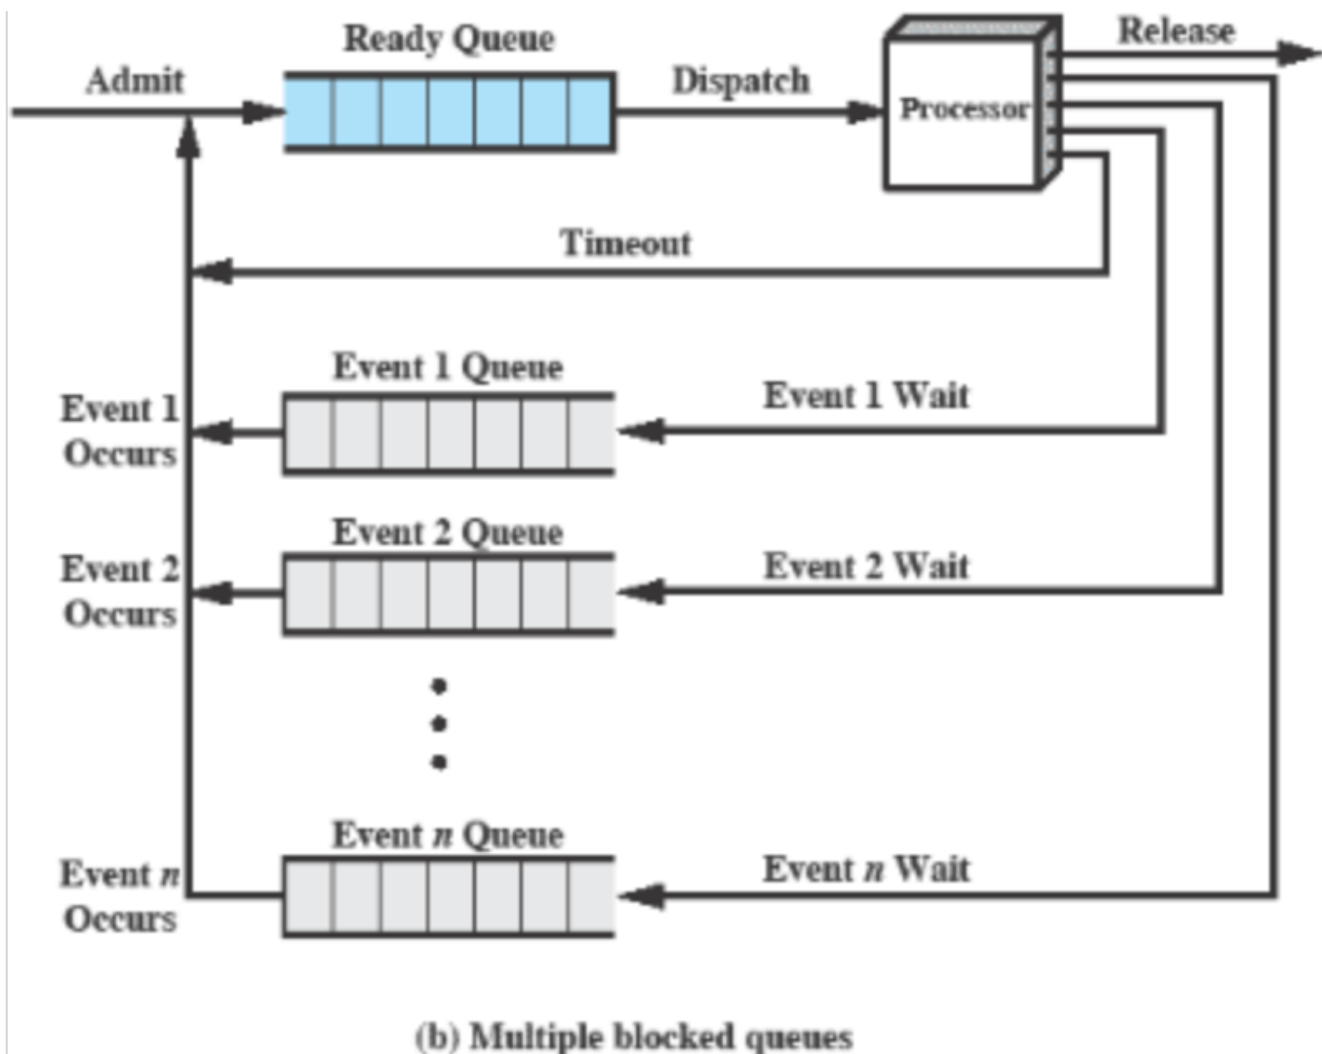 Release
Ready Queue
Admit
Dispatch
Processor
Timeout
Event 1 Queue
Event 1 Wait
Event 1
Occurs
Event 2 Queue
Event 2 Wait
Event 2
Occurs
Event n Queue
Event n Wait
Event n
Occurs
(b) Multiple blocked queues